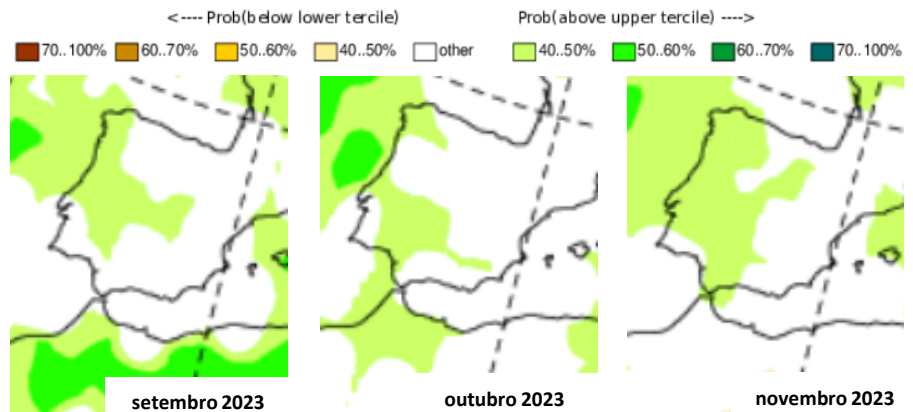 <---- Prob(below lower tercile) Prob(above upper tercile) ---->
70..100% 60..70% 50..60% 40..50% other 40..50% 50..60% 60..70% 70..100%
setembro 2023 outubro 2023 novembro 2023